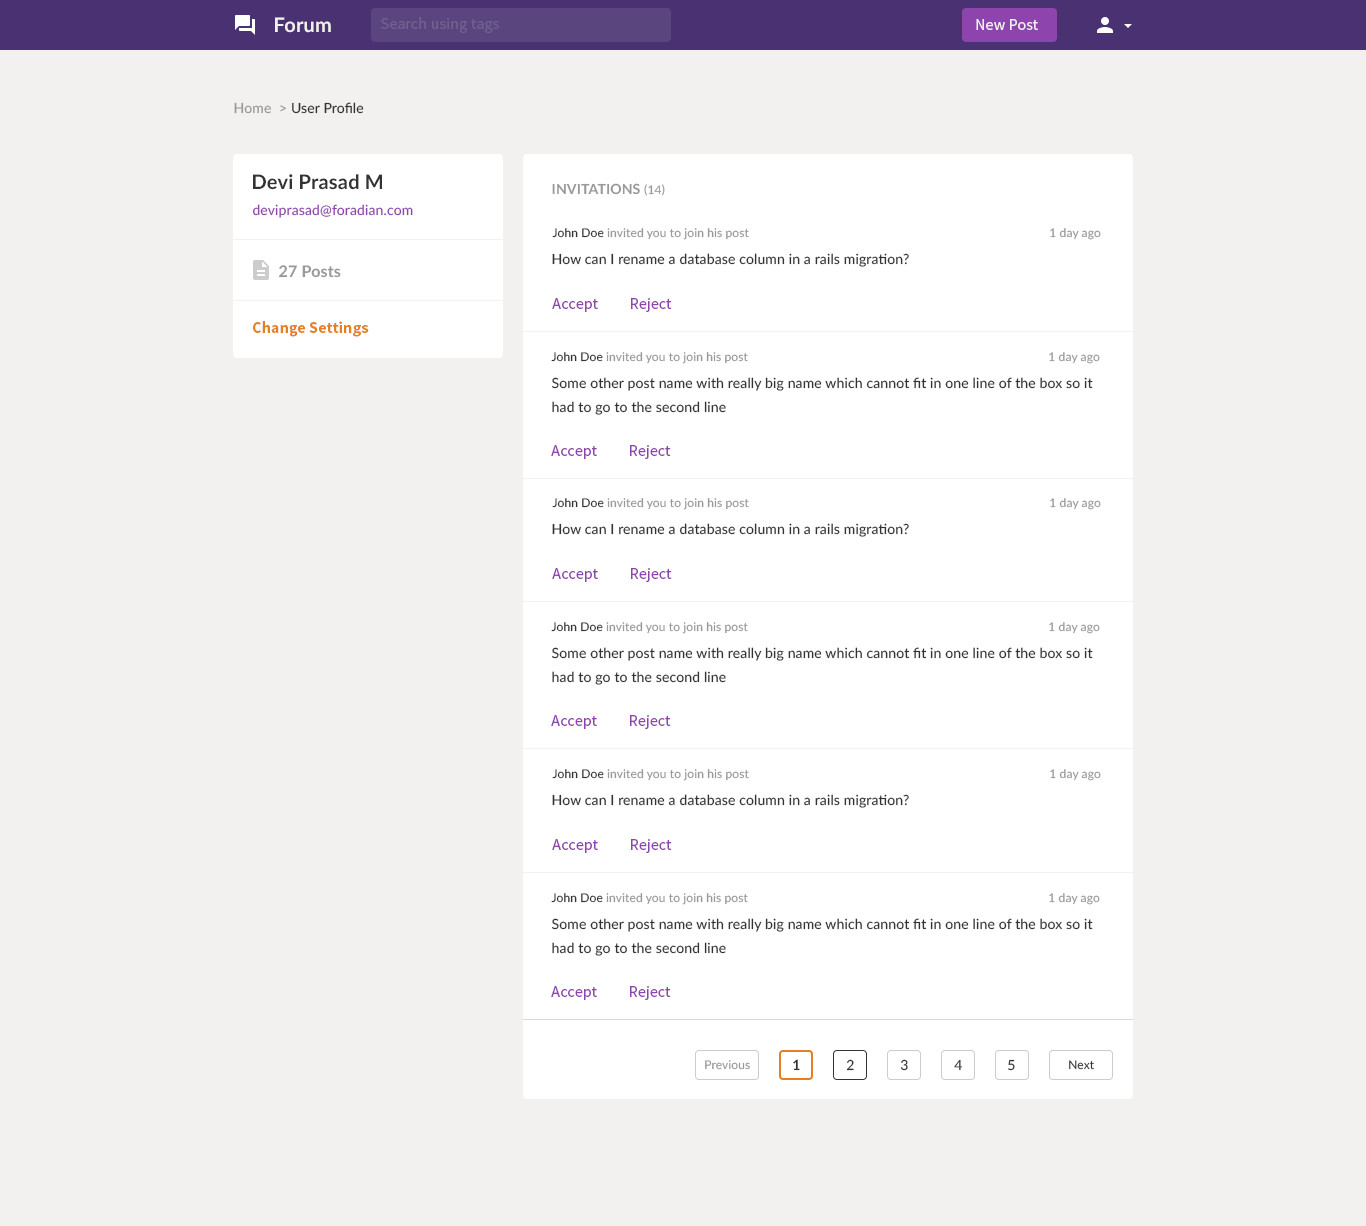 Forum
Search using tags
New Post
Home > User Profile
Devi Prasad M
deviprasad@foradian.com
27 Posts
Change Settings
INVITATIONS (14)
John Doe invited you to join his post 1 day ago
How can I rename a database column in a rails migration?
Accept Reject
John Doe invited you to join his post 1 day ago
Some other post name with really big name which cannot fit in one line of the box so it
had to go to the second line
Accept Reject
John Doe invited you to join his post 1 day ago
How can I rename a database column in a rails migration?
Accept Reject
John Doe invited you to join his post 1 day ago
Some other post name with really big name which cannot fit in one line of the box so it
had to go to the second line
Accept Reject
John Doe invited you to join his post 1 day ago
How can I rename a database column in a rails migration?
Accept Reject
John Doe invited you to join his post 1 day ago
Some other post name with really big name which cannot fit in one line of the box so it
had to go to the second line
Accept Reject
Previous 1 2 3 4 5 Next